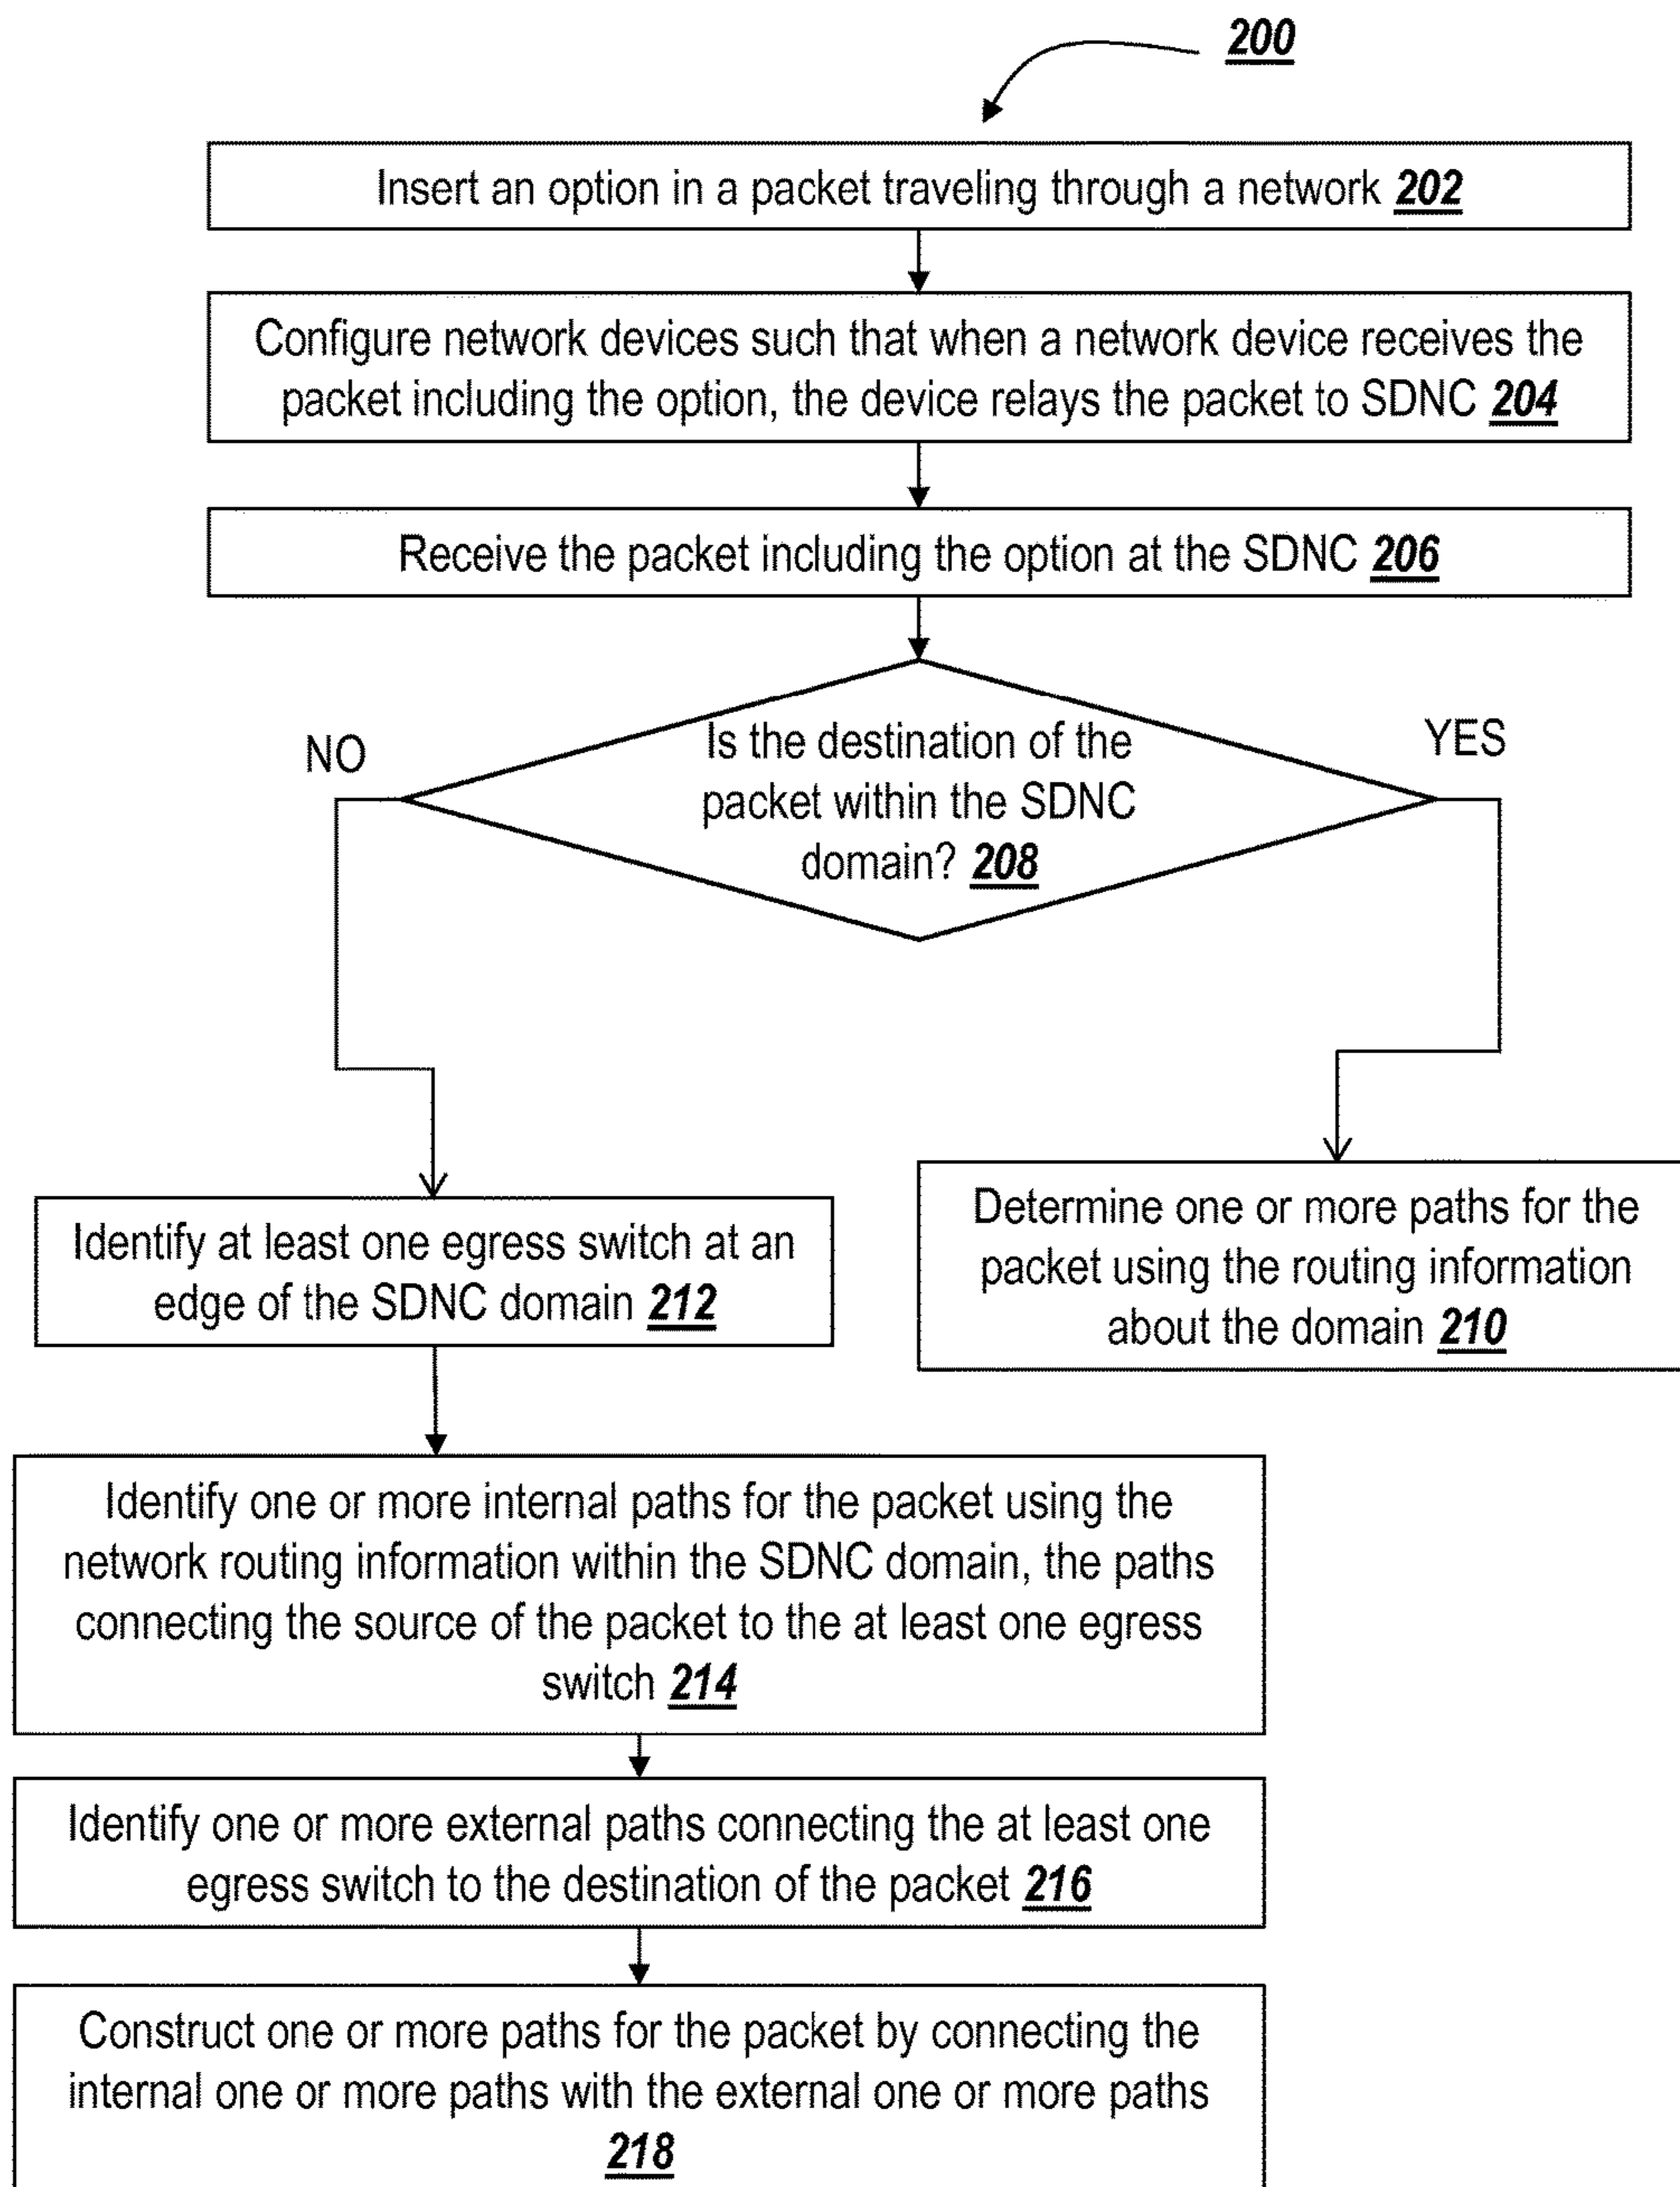 200
Insert an option in a packet traveling through a network 202
Configure network devices such that when a network device receives the
packet including the option, the device relays the packet to SDNC 204
Receive the packet including the option at the SDNC 206
NO
Is the destination of the
packet within the SDNC
domain? 208
YES
Identify at least one egress switch at an
edge of the SDNC domain 212
Determine one or more paths for the
packet using the routing information
about the domain 210
Identify one or more internal paths for the packet using the
network routing information within the SDNC domain, the paths
connecting the source of the packet to the at least one egress
switch 214
Identify one or more external paths connecting the at least one
egress switch to the destination of the packet 216
Construct one or more paths for the packet by connecting the
internal one or more paths with the external one or more paths
218